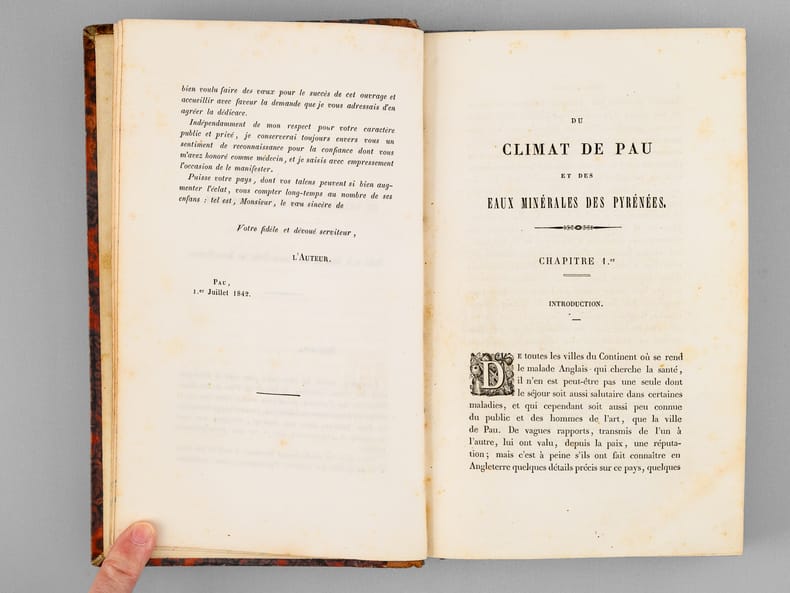 bien voulu faire des vœux pour le succès de cet ouvrage et
accueillir avec faveur la demande que je vous adressais d'en
agréer la dédicace.
Indépendamment de mon respect pour votre caractère
public et privé, je conserverai toujours envers vous un
sentiment de reconnaissance pour la confiance dont vous
m'avez honoré comme médecin, et je saisis avec empressement
l'occasion de le manifester.
Puisse votre pays, dont vos talens peuvent si bien aug-
menter l'éclat, vous compter long-temps au nombre de ses
enfans : tel est, Monsieur, le vœu sincère de
Votre fidèle et dévoué serviteur,
L'AUTEUR.
PAU,
1.er Juillet 1842.
DU
CLIMAT DE PAU
ET DES
EAUX MINÉRALES DES PYRÉNÉES.
CHAPITRE 1.er
INTRODUCTION.
DE toutes les villes du Continent où se rend
le malade Anglais qui cherche la santé,
il n'en est peut-être pas une seule dont
le séjour soit aussi salutaire dans certaines
maladies, et qui cependant soit aussi peu connue
du public et des hommes de l'art, que la ville
de Pau. De vagues rapports, transmis de l'un à
l'autre, lui ont valu, depuis la paix, une réputa-
tion ; mais c'est à peine s'ils ont fait connaître en
Angleterre quelques détails précis sur ce pays, quelques